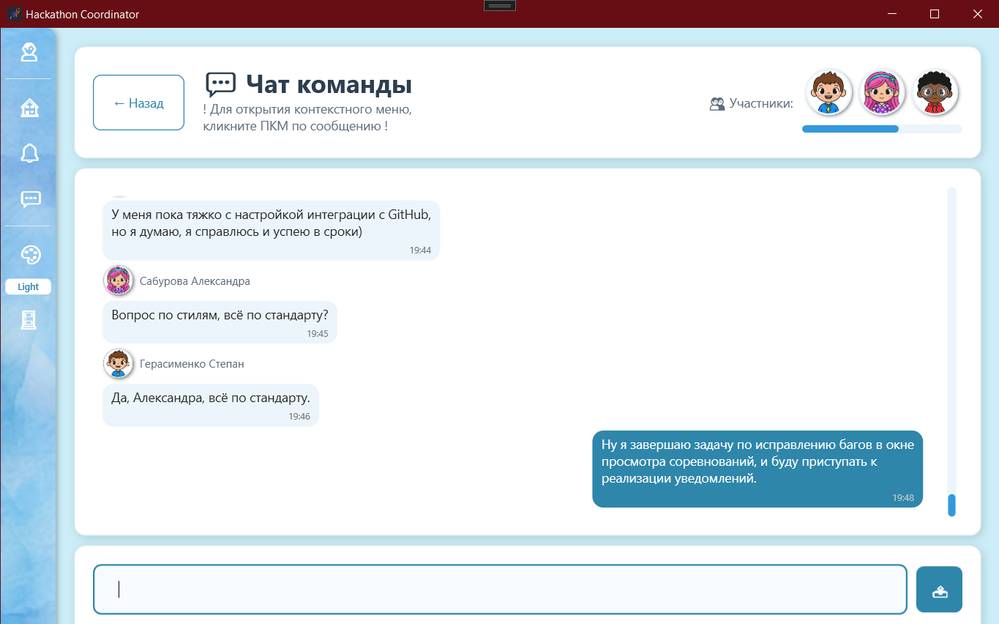 Hackathon Coordinator
← Назад
Чат команды
! Для открытия контекстного меню,
кликните ПКМ по сообщению !
Участники:
Light
У меня пока тяжко с настройкой интеграции с GitHub,
но я думаю, я справлюсь и успею в сроки)
19:44
Сабурова Александра
Вопрос по стилям, всё по стандарту?
19:45
Герасименко Степан
Да, Александра, всё по стандарту.
19:46
Ну я завершаю задачу по исправлению багов в окне
просмотра соревнований, и буду приступать к
реализации уведомлений.
19:48